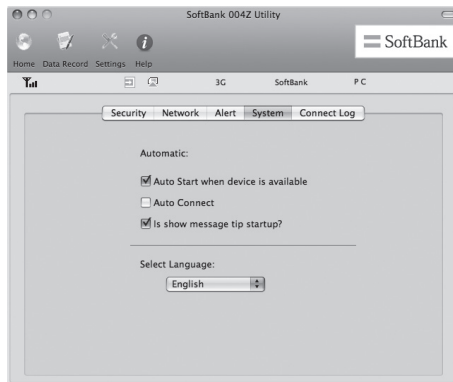 SoftBank 004Z Utility
SoftBank
Home Data Record Settings Help
3G SoftBank PC
Security Network Alert System Connect Log
Automatic:
Auto Start when device is available
Auto Connect
Is show message tip startup?
Select Language:
English